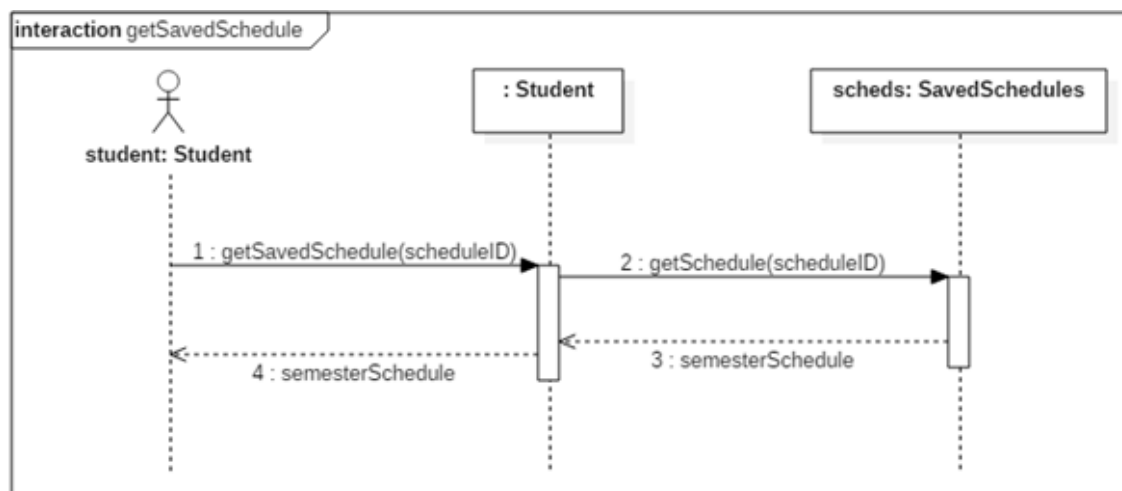 interaction getSavedSchedule
: Student
scheds: SavedSchedules
student: Student
1 : getSavedSchedule(scheduleID)
2 : getSchedule(scheduleID)
3 : semesterSchedule
4 : semesterSchedule